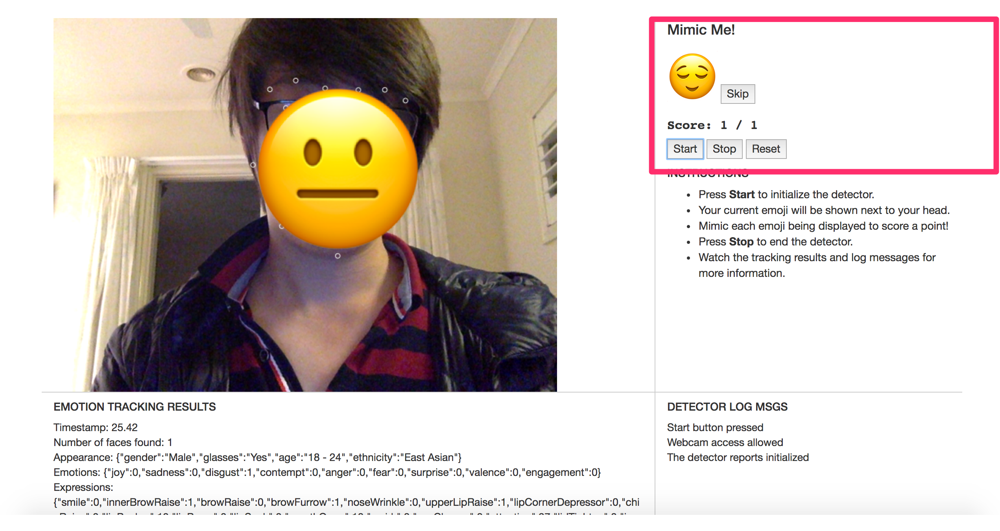 Mimic Me!
Skip
Score: 1 / 1
Start Stop Reset
INSTRUCTIONS
• Press Start to initialize the detector.
• Your current emoji will be shown next to your head.
• Mimic each emoji being displayed to score a point!
• Press Stop to end the detector.
• Watch the tracking results and log messages for
more information.
EMOTION TRACKING RESULTS
Timestamp: 25.42
Number of faces found: 1
Appearance: {"gender":"Male","glasses":"Yes","age":"18 - 24","ethnicity":"East Asian"}
Emotions: {"joy":0,"sadness":0,"disgust":1,"contempt":0,"anger":0,"fear":0,"surprise":0,"valence":0,"engagement":0}
Expressions:
{"smile":0,"innerBrowRaise":1,"browRaise":0,"browFurrow":1,"noseWrinkle":0,"upperLipRaise":1,"lipCornerDepressor":0,"chi
DETECTOR LOG MSGS
Start button pressed
Webcam access allowed
The detector reports initialized